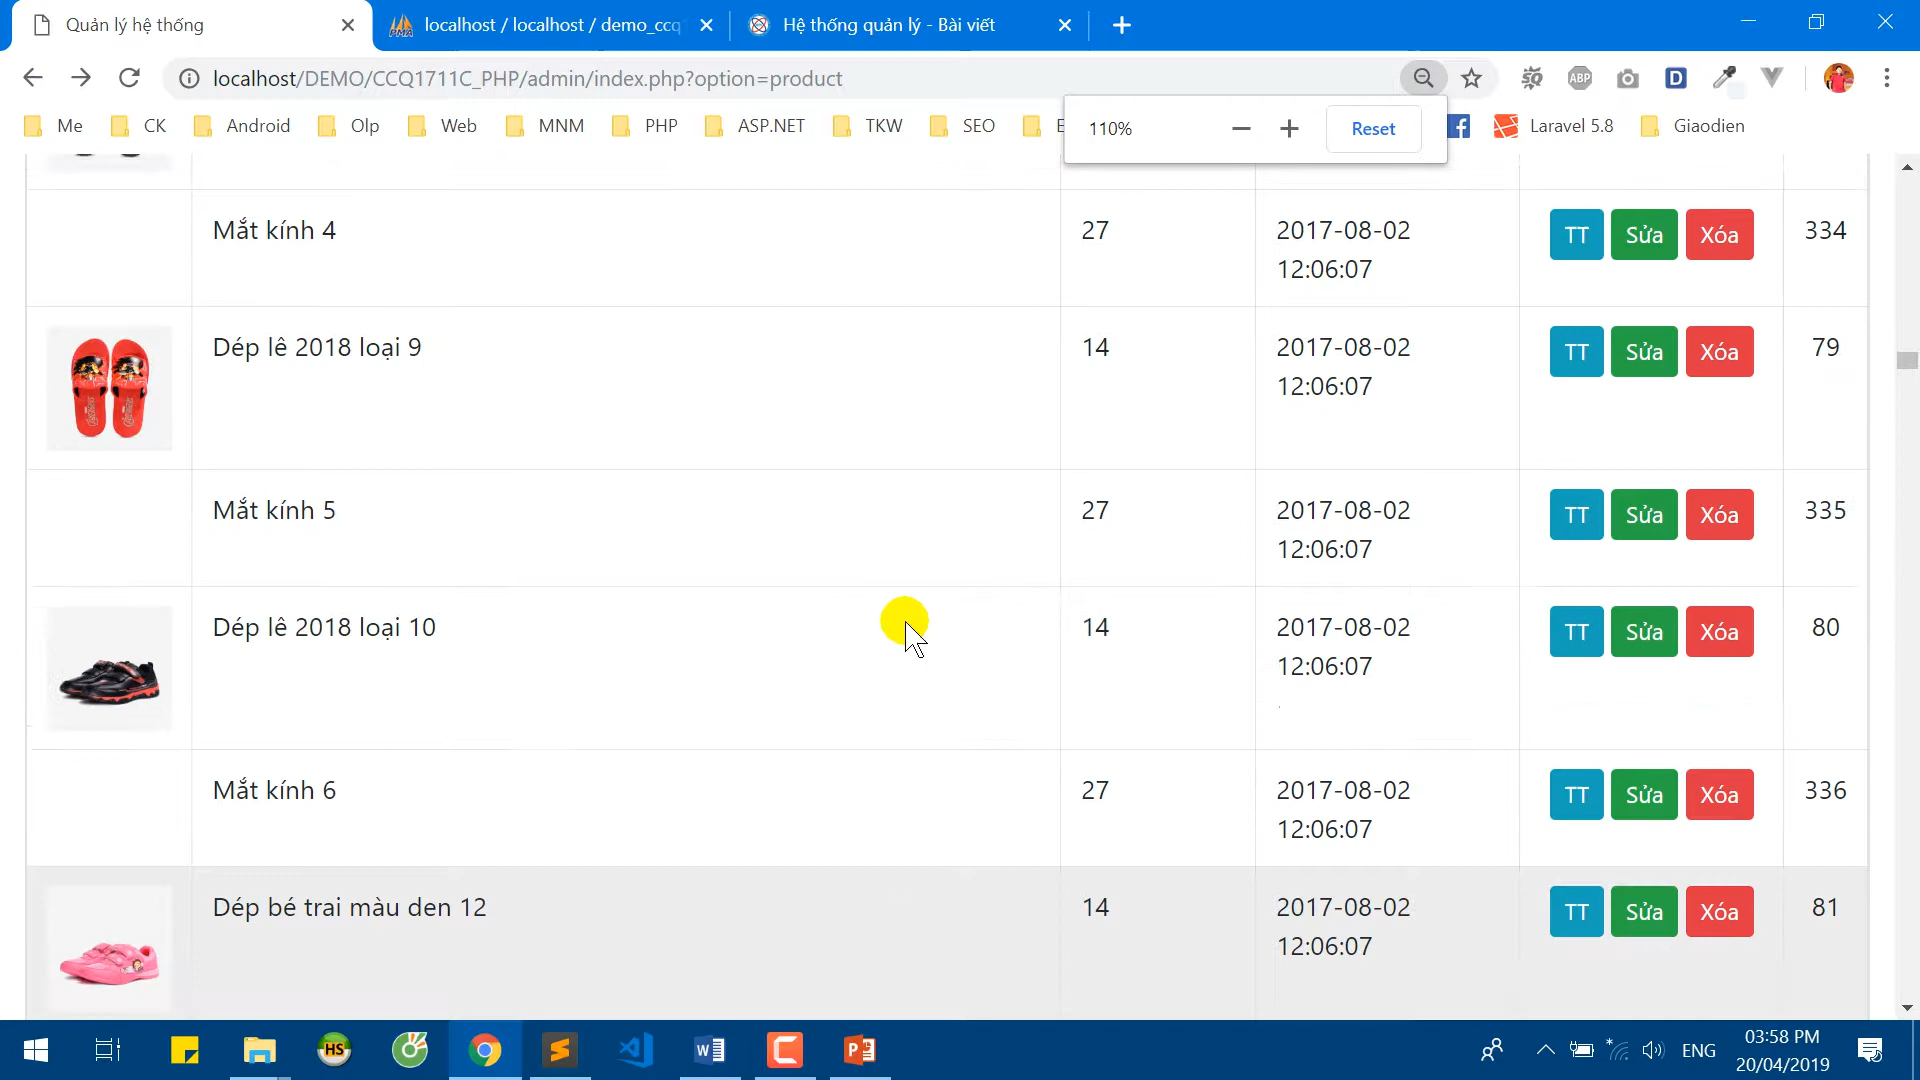 Quản lý hệ thống
localhost / localhost / demo_ccq
Hệ thống quản lý - Bài viết
localhost/DEMO/CCQ1711C_PHP/admin/index.php?option=product
Me CK Android Olp Web MNM PHP ASP.NET TKW SEO Laravel 5.8 Giaodien
110% Reset
Mắt kính 4 27 2017-08-02 12:06:07 TT Sửa Xóa 334
Dép lê 2018 loại 9 14 2017-08-02 12:06:07 TT Sửa Xóa 79
Mắt kính 5 27 2017-08-02 12:06:07 TT Sửa Xóa 335
Dép lê 2018 loại 10 14 2017-08-02 12:06:07 TT Sửa Xóa 80
Mắt kính 6 27 2017-08-02 12:06:07 TT Sửa Xóa 336
Dép bé trai màu den 12 14 2017-08-02 12:06:07 TT Sửa Xóa 81
ENG
03:58 PM
20/04/2019